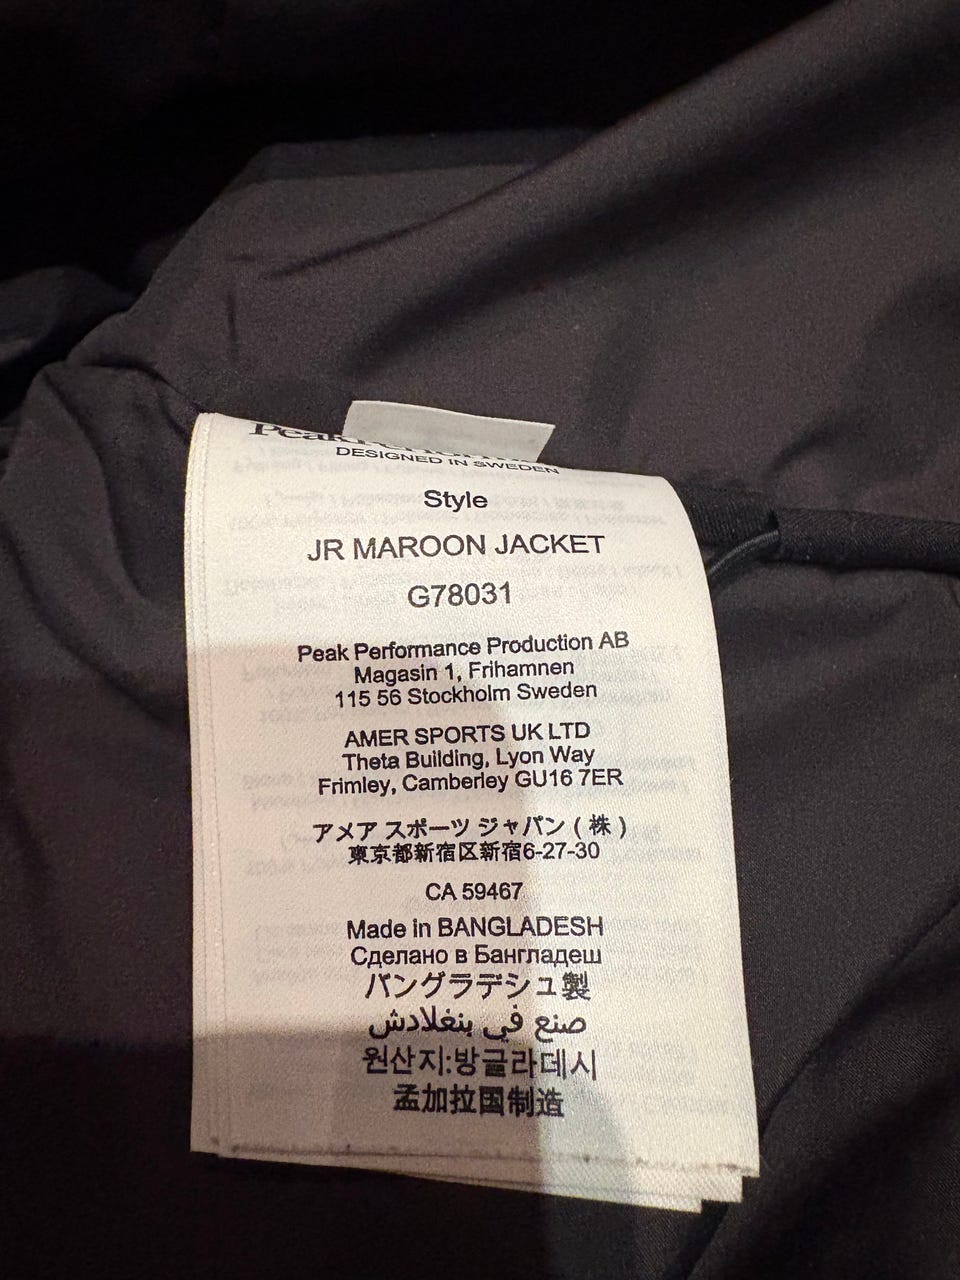 Peak Performance
DESIGNED IN SWEDEN
Style
JR MAROON JACKET
G78031
Peak Performance Production AB
Magasin 1, Frihamnen
115 56 Stockholm Sweden
AMER SPORTS UK LTD
Theta Building, Lyon Way
Frimley, Camberley GU16 7ER
アメア スポーツ ジャパン ( 株 )
東京都新宿区新宿6-27-30
CA 59467
Made in BANGLADESH
Сделано в Бангладеш
バングラデシュ製
صنع في بنغلادش
원산지:방글라데시
孟加拉国制造